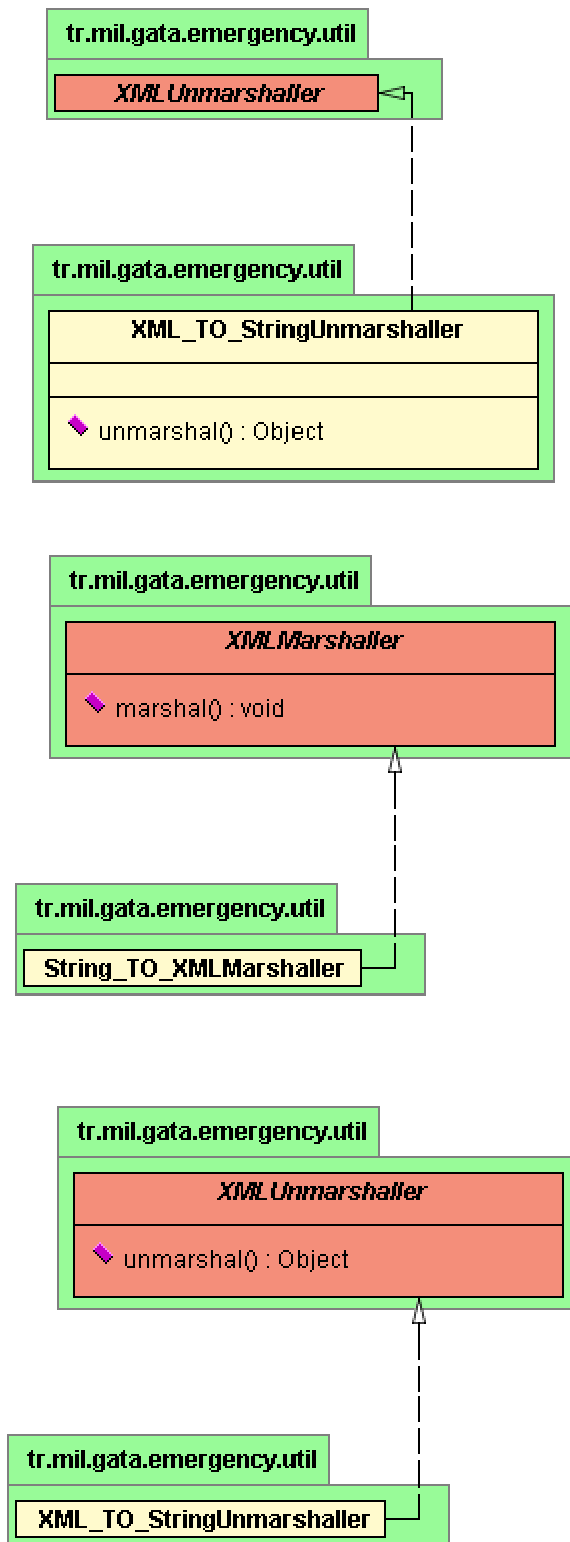 tr.mil.gata.emergency.util
XMLUnmarshaller
tr.mil.gata.emergency.util
XML_TO_StringUnmarshaller
unmarshal() : Object
tr.mil.gata.emergency.util
XMLMarshaller
marshal() : void
tr.mil.gata.emergency.util
String_TO_XMLMarshaller
tr.mil.gata.emergency.util
XMLUnmarshaller
unmarshal() : Object
tr.mil.gata.emergency.util
XML_TO_StringUnmarshaller